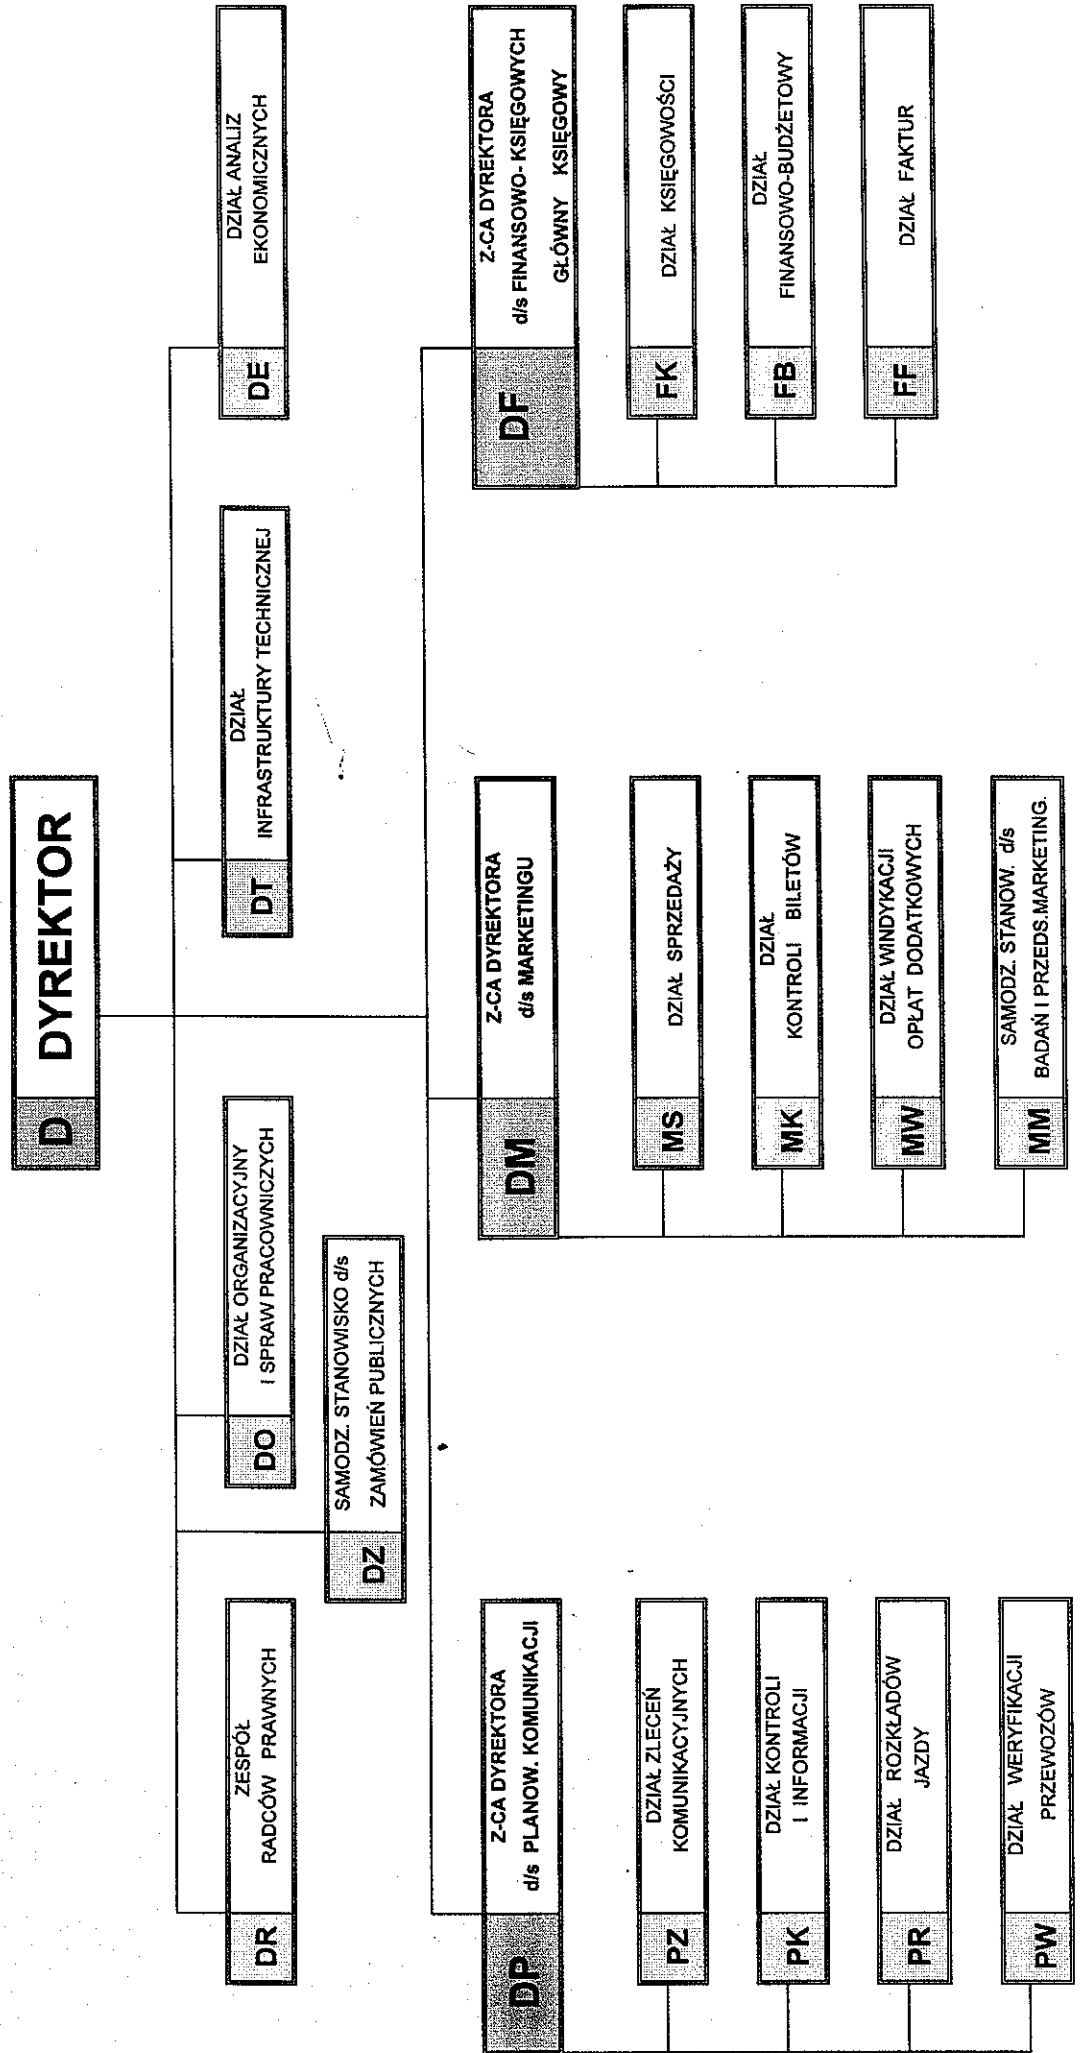 D DYREKTOR
DR
ZESPÓŁ
RADCÓW PRAWNYCH
DO
DZIAŁ ORGANIZACYJNY
I SPRAW PRACOWNICZYCH
DT
DZIAŁ
INFRASTRUKTURY TECHNICZNEJ
DE
DZIAŁ ANALIZ
EKONOMICZNYCH
DZ
SAMODZ. STANOWISKO d/s
ZAMÓWIEŃ PUBLICZNYCH
DP
Z-CA DYREKTORA
d/s PLANOW. KOMUNIKACJI
PZ
DZIAŁ ZLECEŃ
KOMUNIKACYJNYCH
PK
DZIAŁ KONTROLI
I INFORMACJI
PR
DZIAŁ ROZKŁADÓW
JAZDY
PW
DZIAŁ WERYFIKACJI
PRZEWOZÓW
DM
Z-CA DYREKTORA
d/s MARKETINGU
MS
DZIAŁ SPRZEDAŻY
MK
DZIAŁ
KONTROLI BILETÓW
MW
DZIAŁ WINDYKACJI
OPŁAT DODATKOWYCH
MM
SAMODZ. STANOW. d/s
BADAŃ I PRZEDS.MARKETING.
DF
Z-CA DYREKTORA
d/s FINANSOWO- KSIĘGOWYCH
GŁÓWNY KSIĘGOWY
FK
DZIAŁ KSIĘGOWOŚCI
FB
DZIAŁ
FINANSOWO-BUDŻETOWY
FF
DZIAŁ FAKTUR